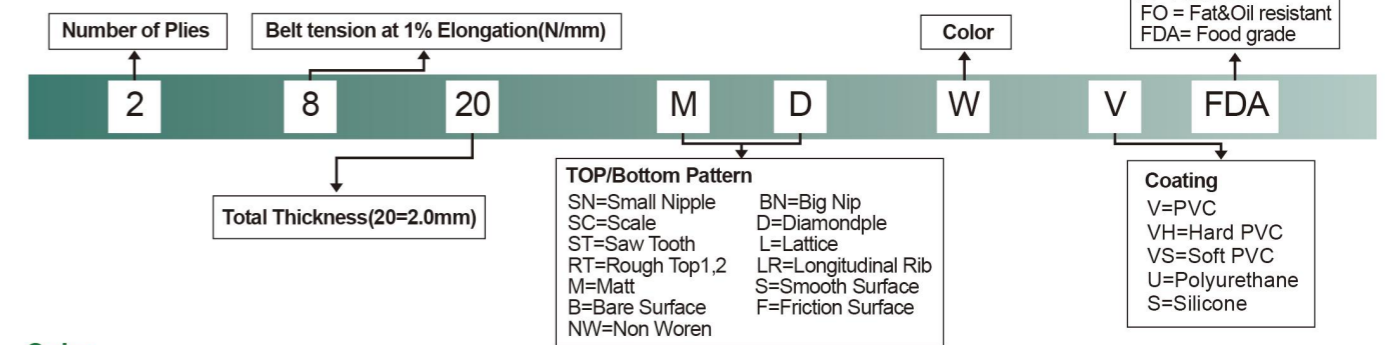 FO = Fat&Oil resistant
FDA= Food grade
Number of Plies
Belt tension at 1% Elongation(N/mm)
Color
2 8 20 M D W V FDA
Total Thickness(20=2.0mm)
TOP/Bottom Pattern
SN=Small Nipple BN=Big Nip
SC=Scale D=Diamondple
ST=Saw Tooth L=Lattice
RT=Rough Top1,2 LR=Longitudinal Rib
M=Matt S=Smooth Surface
B=Bare Surface F=Friction Surface
NW=Non Woren
Coating
V=PVC
VH=Hard PVC
VS=Soft PVC
U=Polyurethane
S=Silicone